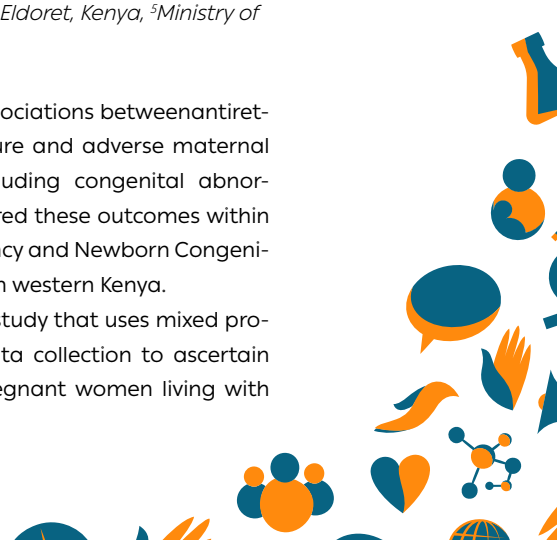 Eldoret, Kenya, ⁵Ministry of
ociations betweenantiret-
ure and adverse maternal
uding congenital abnor-
red these outcomes within
ncy and Newborn Congeni-
n western Kenya.
study that uses mixed pro-
ta collection to ascertain
egnant women living with